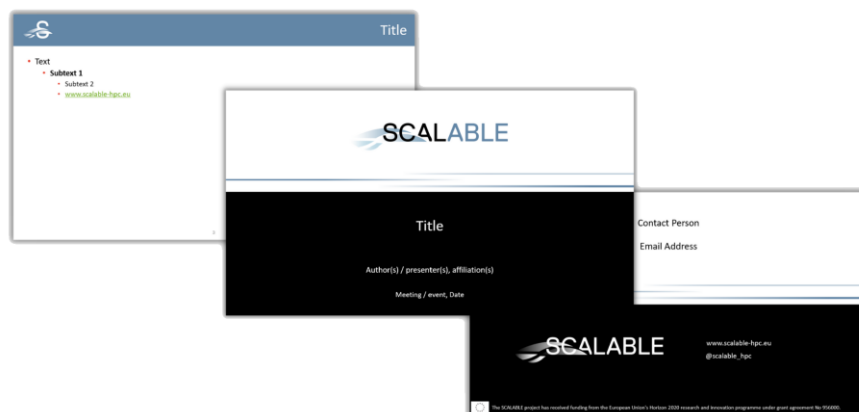 Title
• Text
• Subtext 1
• Subtext 2
• www.scalable-hpc.eu
SCALABLE
Title
Author(s) / presenter(s), affiliation(s)
Meeting / event, Date
Contact Person
Email Address
SCALABLE
www.scalable-hpc.eu
@scalable_hpc
The SCALABLE project has received funding from the European Union's Horizon 2020 research and innovation programme under grant agreement No 956000.